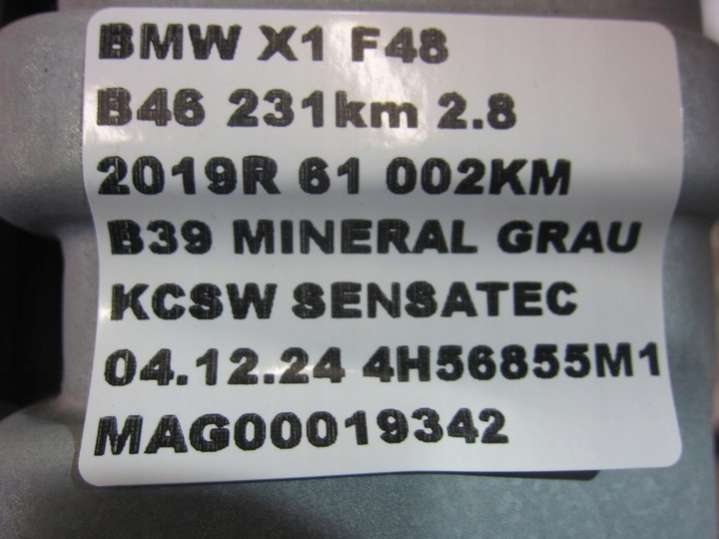 BMW X1 F48
B46 231km 2.8
2019R 61 002KM
B39 MINERAL GRAU
KCSW SENSATEC
04.12.24 4H56855M1
MAG00019342